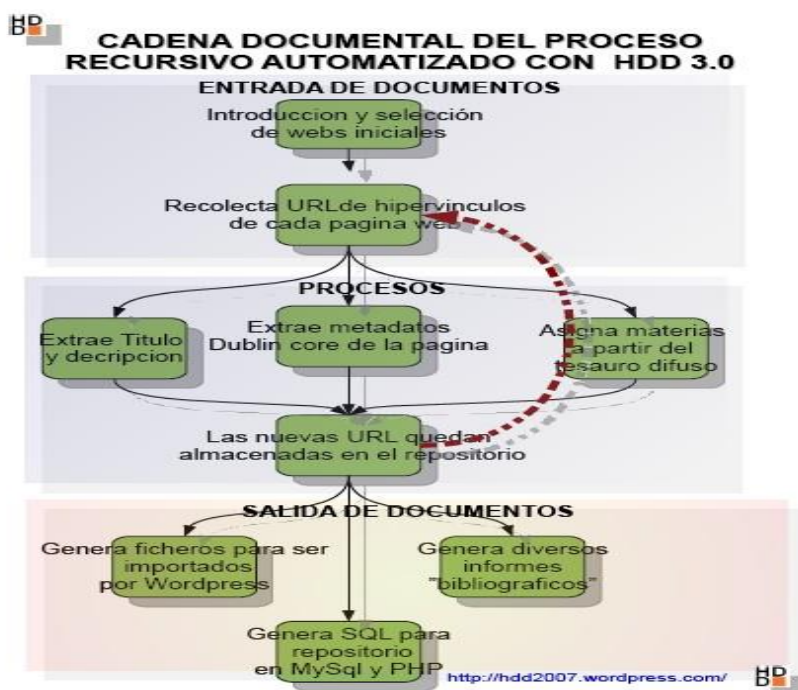 HD
D
CADENA DOCUMENTAL DEL PROCESO
RECURSIVO AUTOMATIZADO CON HDD 3.0
ENTRADA DE DOCUMENTOS
Introduccion y selección
de webs iniciales
Recolecta URLde hipervinculos
de cada pagina web
PROCESOS
Extrae Titulo
y decripcion
Extrae metadatos
Dublin core de la pagina
Asigna materias
a partir del
tesauro difuso
Las nuevas URL quedan
almacenadas en el repositorio
SALIDA DE DOCUMENTOS
Genera ficheros para ser
importados
por Wordpress
Genera diversos
informes
"bibliograficos"
Genera SQL para
repositorio
en MySql y PHP
http://hdd2007.wordpress.com/
HD
D